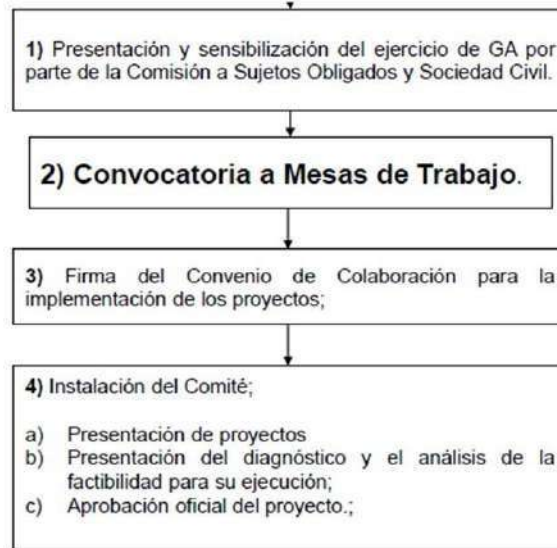 1) Presentación y sensibilización del ejercicio de GA por
parte de la Comisión a Sujetos Obligados y Sociedad Civil.
2) Convocatoria a Mesas de Trabajo.
3) Firma del Convenio de Colaboración para la
implementación de los proyectos;
4) Instalación del Comité;
a) Presentación de proyectos
b) Presentación del diagnóstico y el análisis de la
factibilidad para su ejecución;
c) Aprobación oficial del proyecto.;